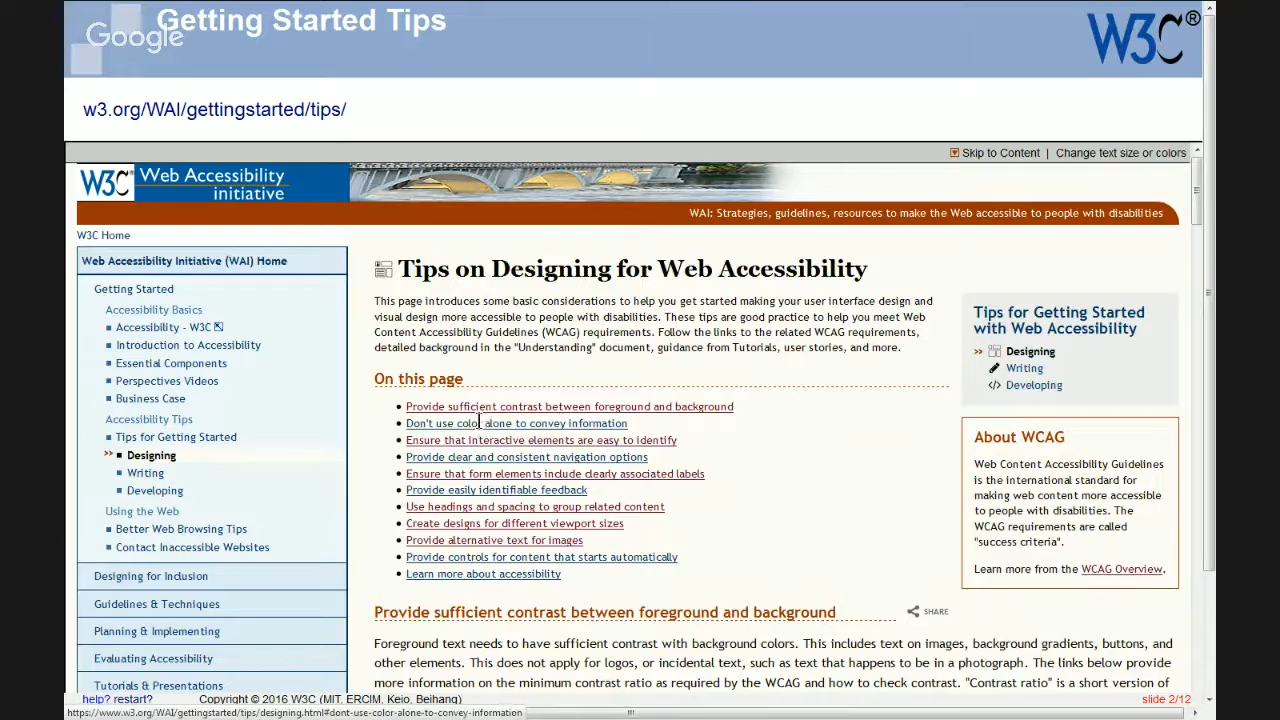 Getting Started Tips
Google
W3C®
w3.org/WAI/gettingstarted/tips/
Skip to Content | Change text size or colors
W3C Web Accessibility
initiative
WAI: Strategies, guidelines, resources to make the Web accessible to people with disabilities
W3C Home
Web Accessibility Initiative (WAI) Home
Getting Started
Accessibility Basics
Accessibility - W3C
Introduction to Accessibility
Essential Components
Perspectives Videos
Business Case
Accessibility Tips
Tips for Getting Started
Designing
Writing
Developing
Using the Web
Better Web Browsing Tips
Contact Inaccessible Websites
Designing for Inclusion
Guidelines & Techniques
Planning & Implementing
Evaluating Accessibility
Tutorials & Presentations
Tips on Designing for Web Accessibility
This page introduces some basic considerations to help you get started making your user interface design and
visual design more accessible to people with disabilities. These tips are good practice to help you meet Web
Content Accessibility Guidelines (WCAG) requirements. Follow the links to the related WCAG requirements,
detailed background in the "Understanding" document, guidance from Tutorials, user stories, and more.
On this page
Provide sufficient contrast between foreground and background
Don't use color alone to convey information
Ensure that interactive elements are easy to identify
Provide clear and consistent navigation options
Ensure that form elements include clearly associated labels
Provide easily identifiable feedback
Use headings and spacing to group related content
Create designs for different viewport sizes
Provide alternative text for images
Provide controls for content that starts automatically
Learn more about accessibility
Provide sufficient contrast between foreground and background
SHARE
Foreground text needs to have sufficient contrast with background colors. This includes text on images, background gradients, buttons, and
other elements. This does not apply for logos, or incidental text, such as text that happens to be in a photograph. The links below provide
more information on the minimum contrast ratio as required by the WCAG and how to check contrast. "Contrast ratio" is a short version of
Tips for Getting Started
with Web Accessibility
Designing
Writing
</> Developing
About WCAG
Web Content Accessibility Guidelines
is the international standard for
making web content more accessible
to people with disabilities. The
WCAG requirements are called
"success criteria".
Learn more from the WCAG Overview.
help? restart? Copyright © 2016 W3C (MIT, ERCIM, Keio, Beihang) slide 2/12
https://www.w3.org/WAI/gettingstarted/tips/designing.html#dont-use-color-alone-to-convey-information